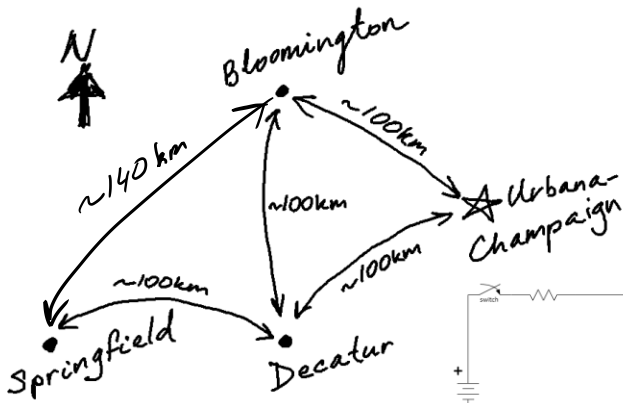 N
Bloomington
~140km
~100km
~100km
Urbana-
Champaign
~100km
~100km
Springfield
Decatur
switch
+